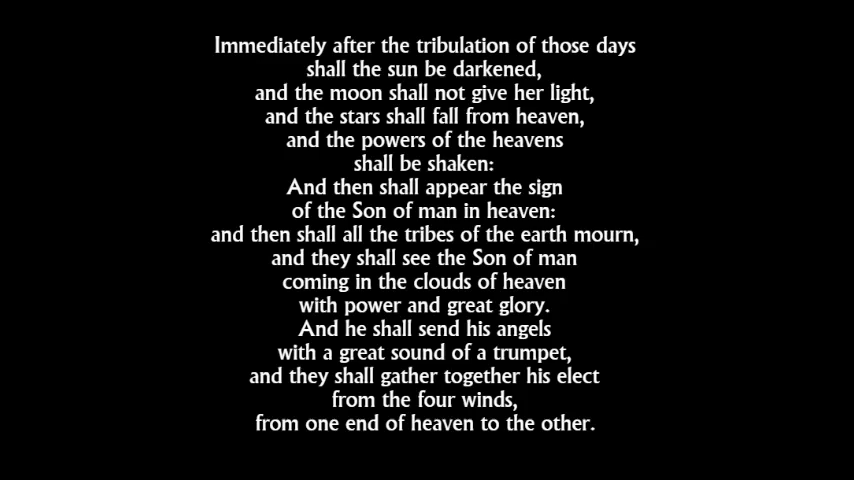 Immediately after the tribulation of those days
shall the sun be darkened,
and the moon shall not give her light,
and the stars shall fall from heaven,
and the powers of the heavens
shall be shaken:
And then shall appear the sign
of the Son of man in heaven:
and then shall all the tribes of the earth mourn,
and they shall see the Son of man
coming in the clouds of heaven
with power and great glory.
And he shall send his angels
with a great sound of a trumpet,
and they shall gather together his elect
from the four winds,
from one end of heaven to the other.